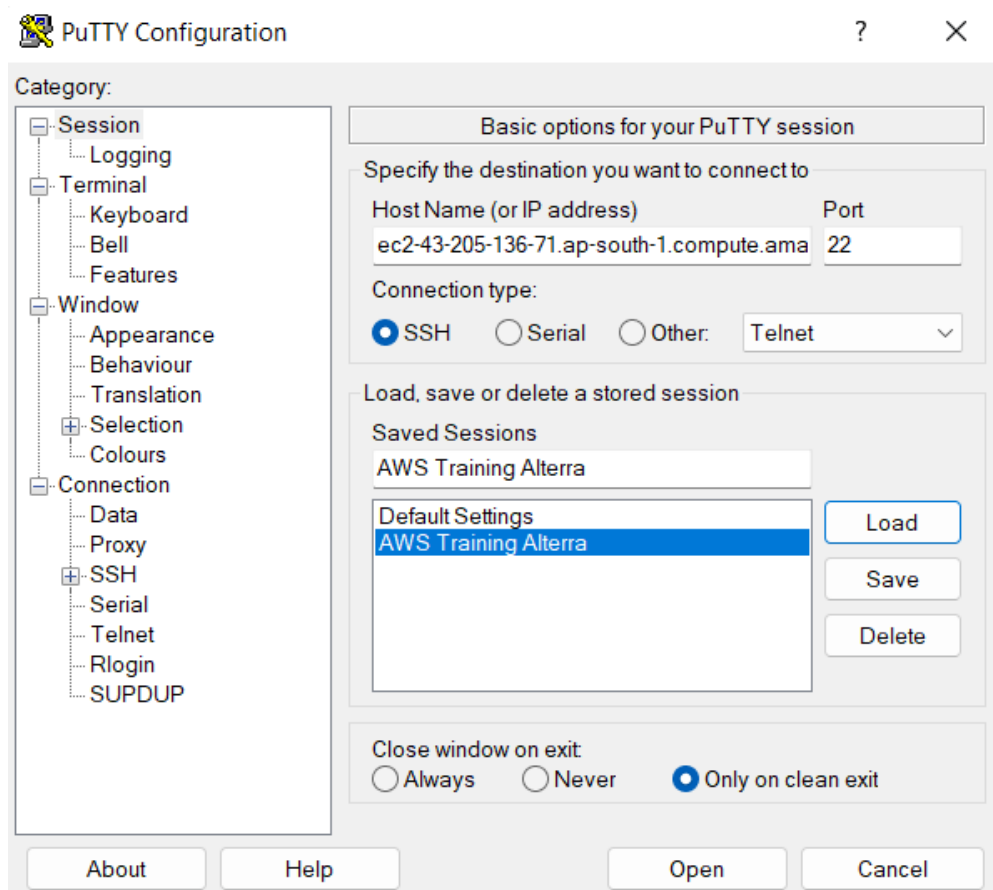 PuTTY Configuration
?
Category:
Session
Logging
Terminal
Keyboard
Bell
Features
Window
Appearance
Behaviour
Translation
Selection
Colours
Connection
Data
Proxy
SSH
Serial
Telnet
Rlogin
SUPDUP
Basic options for your PuTTY session
Specify the destination you want to connect to
Host Name (or IP address) Port
ec2-43-205-136-71.ap-south-1.compute.ama 22
Connection type:
SSH Serial Other: Telnet
Load, save or delete a stored session
Saved Sessions
AWS Training Alterra
Default Settings
AWS Training Alterra
Load
Save
Delete
Close window on exit:
Always Never Only on clean exit
About Help Open Cancel